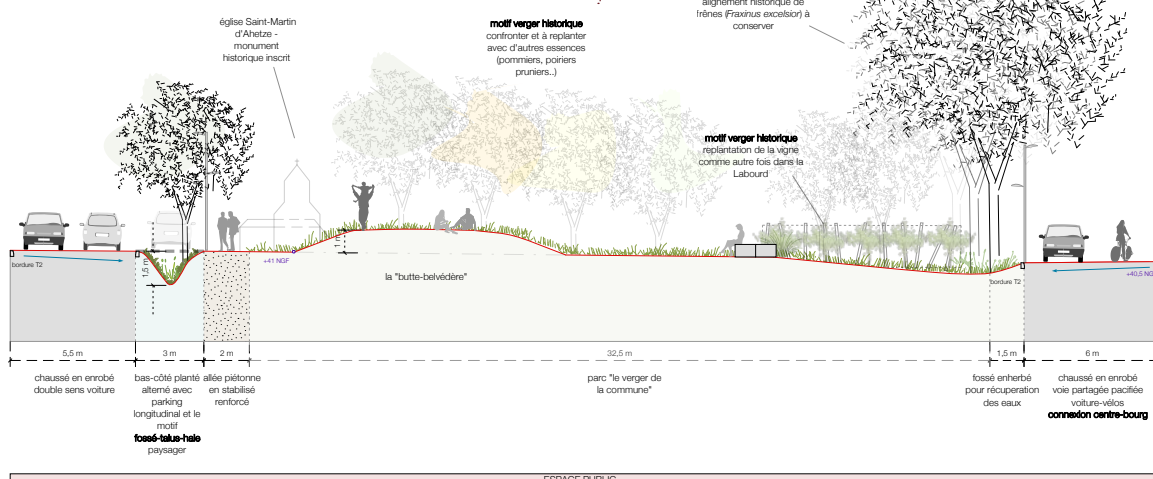 alignement historique de
frênes (Fraxinus excelsior) à
conserver
église Saint-Martin
d'Ahetze -
monument
historique inscrit
motif verger historique
confronter et à replanter
avec d'autres essences
(pommiers, poiriers
pruniers..)
motif verger historique
replantation de la vigne
comme autre fois dans la
Labourd
bordure T2
1,5 m
+41 NGF
la "butte-belvédère"
bordure T2
+40,5 NG
5,5 m
3 m
2 m
32,5 m
1,5 m
6 m
chaussé en enrobé
double sens voiture
bas-côté planté
alterné avec
parking
longitudinal et le
motif
fossé-talus-haie
paysager
allée piétonne
en stabilisé
renforcé
parc "le verger de
la commune"
fossé enherbé
pour récuperation
des eaux
chaussé en enrobé
voie partagée pacifiée
voiture-vélos
connexion centre-bourg
ESPACE PUBLIC